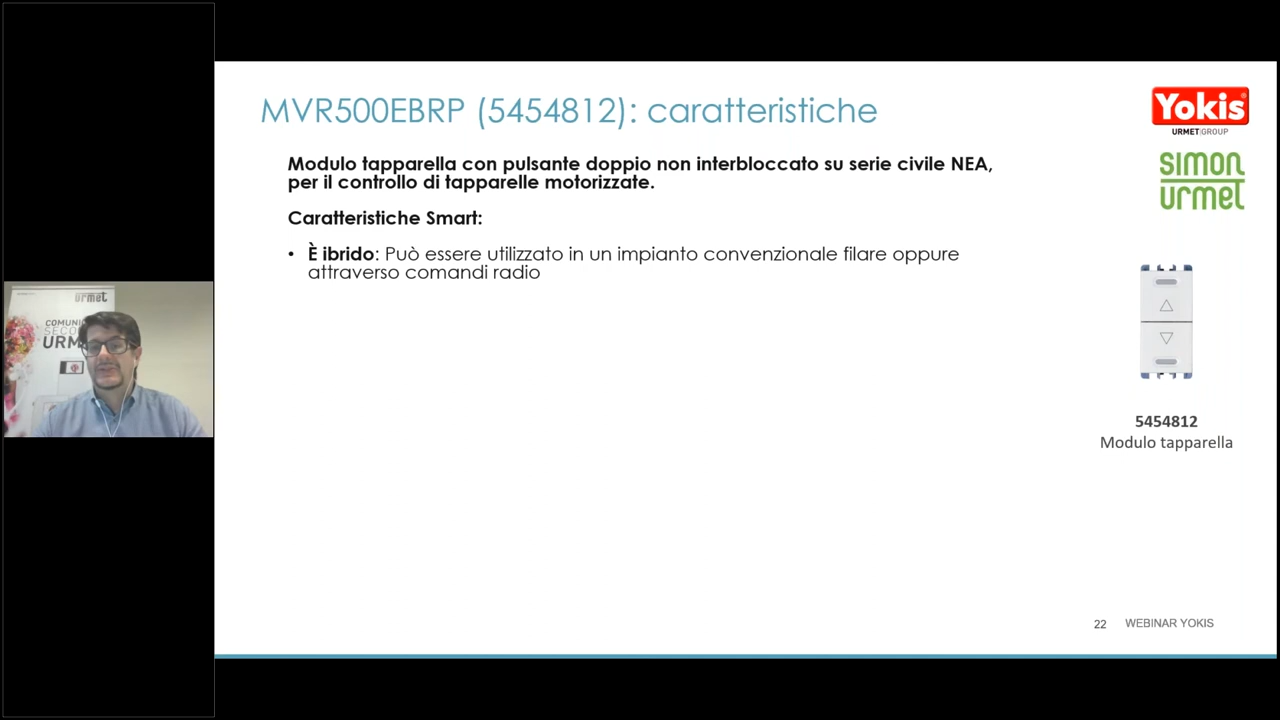 MVR500EBRP (5454812): caratteristiche
Yokis
URMET GROUP
simon
urmet
Modulo tapparella con pulsante doppio non interbloccato su serie civile NEA,
per il controllo di tapparelle motorizzate.
Caratteristiche Smart:
• È ibrido: Può essere utilizzato in un impianto convenzionale filare oppure
attraverso comandi radio
5454812
Modulo tapparella
22 WEBINAR YOKIS
urmet